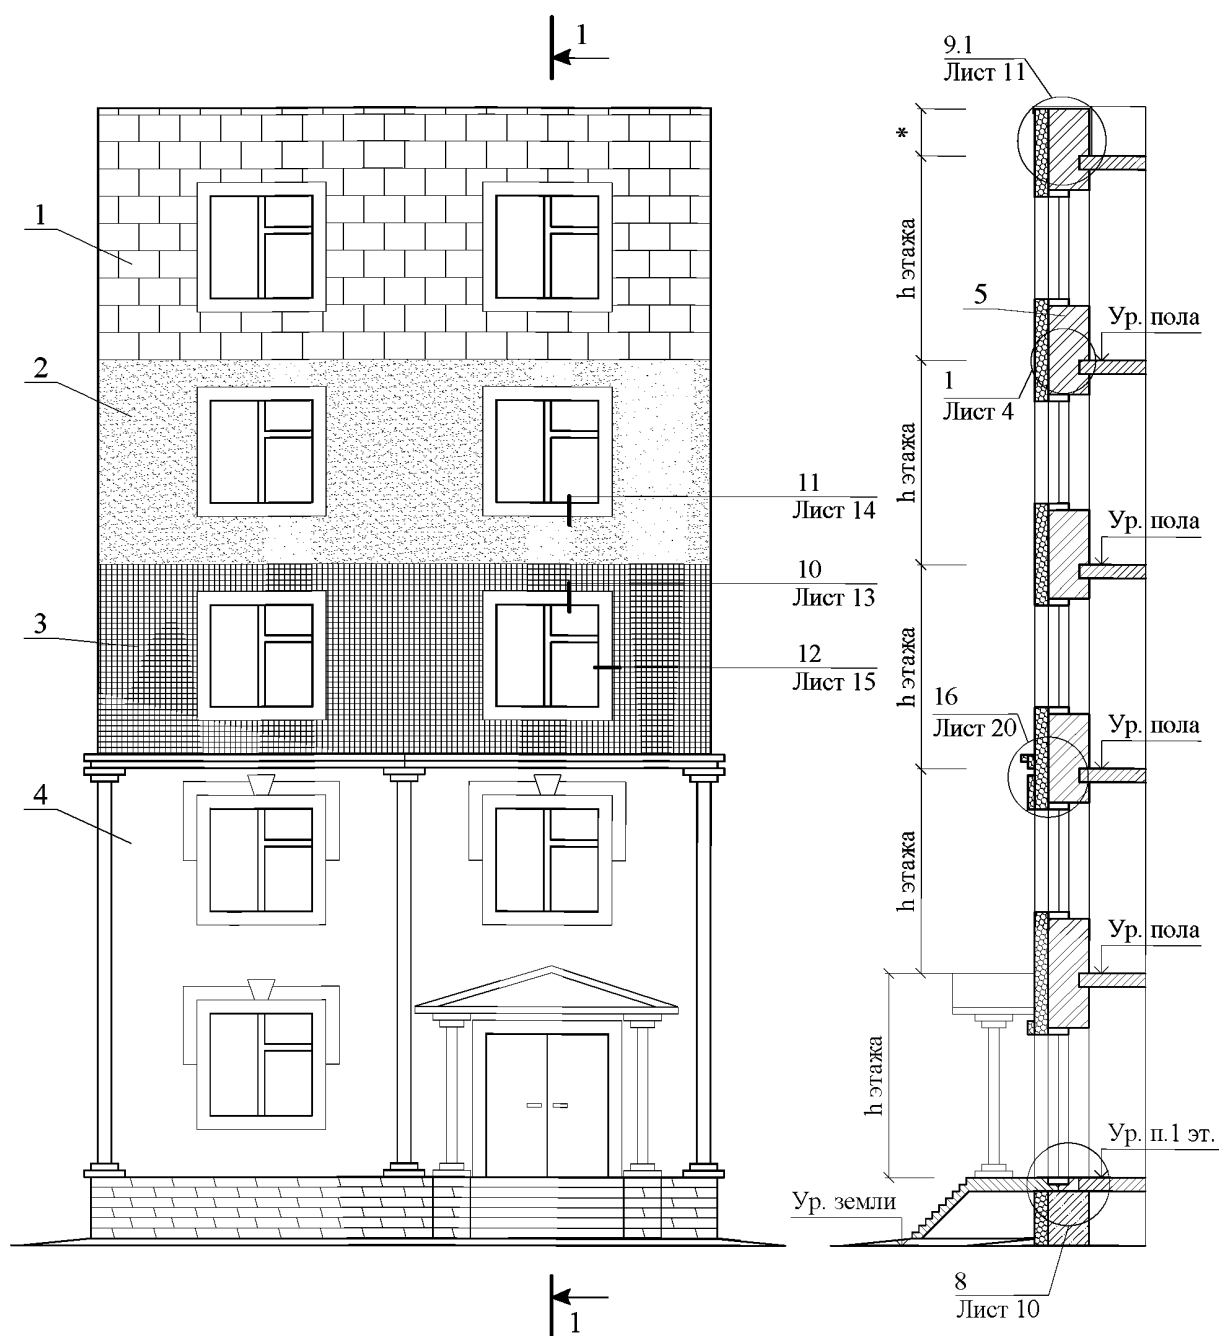 1
9.1
Лист 11
*
1
h этажа
5
Ур. пола
2
1
Лист 4
h этажа
11
Лист 14
Ур. пола
10
Лист 13
3
h этажа
12
Лист 15
16
Лист 20
Ур. пола
4
h этажа
Ур. пола
h этажа
Ур. п.1 эт.
Ур. земли
8
Лист 10
1